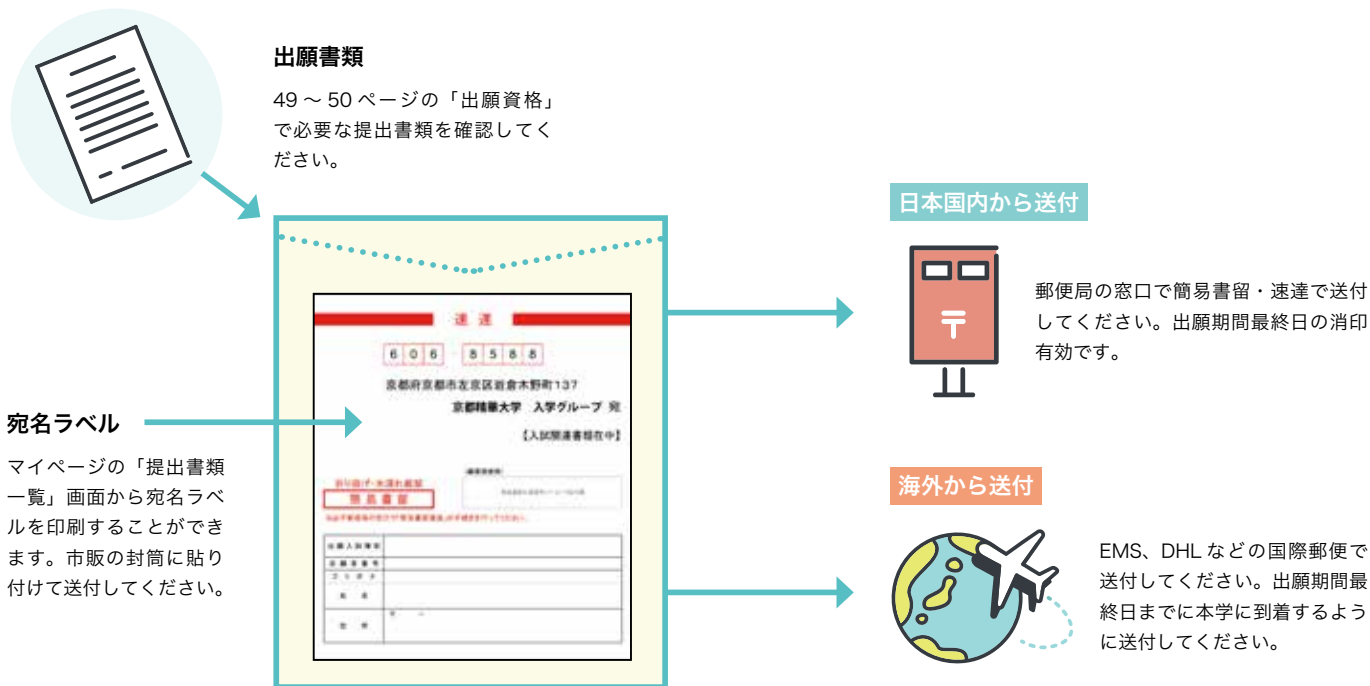 出願書類
49 ～ 50 ページの「出願資格」
で必要な提出書類を確認してく
ださい。
宛名ラベル
マイページの「提出書類
一覧」画面から宛名ラベ
ルを印刷することができ
ます。市販の封筒に貼り
付けて送付してください。
速達
606 8588
京都府京都市左京区岩倉木野町137
京都精華大学 入学グループ 宛
【入試関連書類在中】
折り曲げ・水濡れ厳禁
簡易書留
日本国内から送付
〒
郵便局の窓口で簡易書留・速達で送付
してください。出願期間最終日の消印
有効です。
海外から送付
EMS、DHL などの国際郵便で
送付してください。出願期間最
終日までに本学に到着するよう
に送付してください。